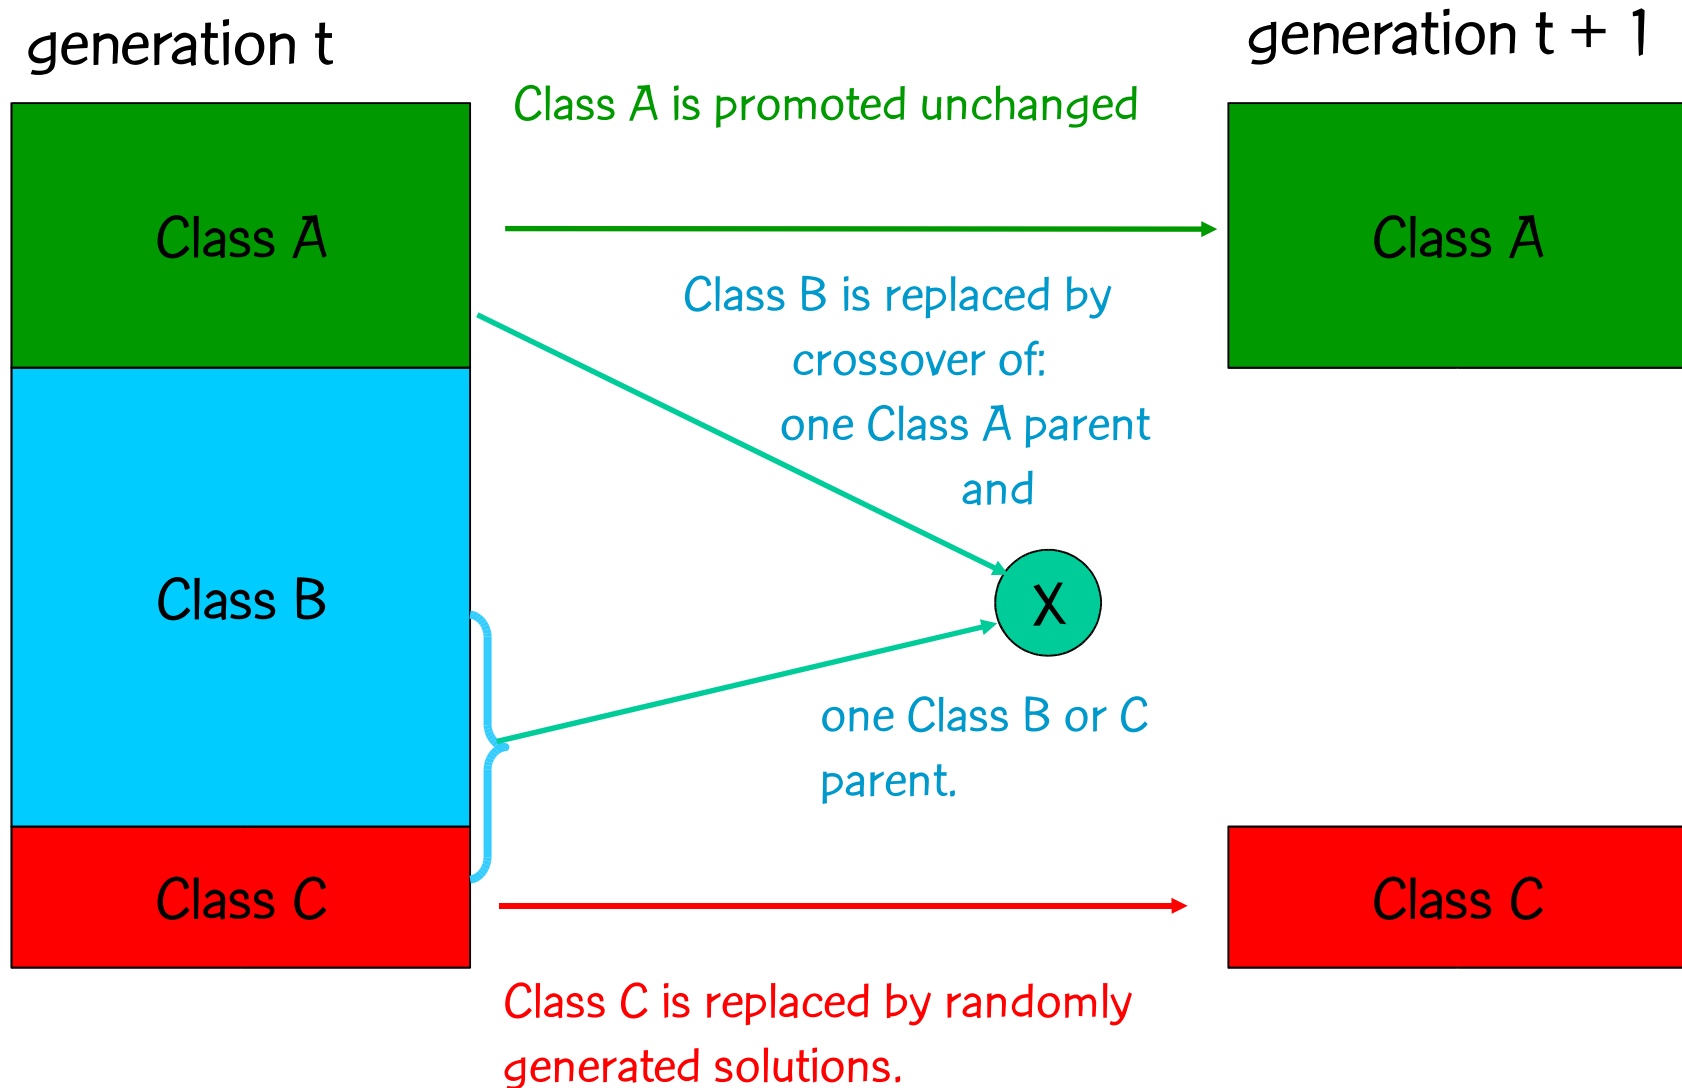 generation t
generation t + 1
Class A is promoted unchanged
Class A
Class A
Class B is replaced by
crossover of:
one Class A parent
and
Class B
X
one Class B or C
parent.
Class C
Class C
Class C is replaced by randomly
generated solutions.